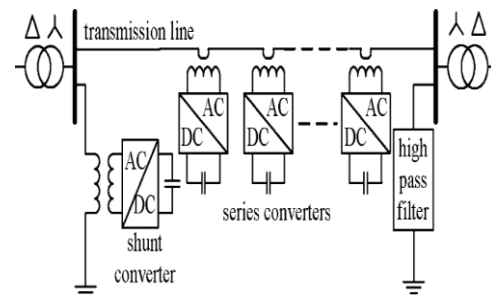 Δ Y
Y Δ
transmission line
AC
DC
AC
DC
AC
DC
AC
DC
high
pass
filter
series converters
shunt
converter